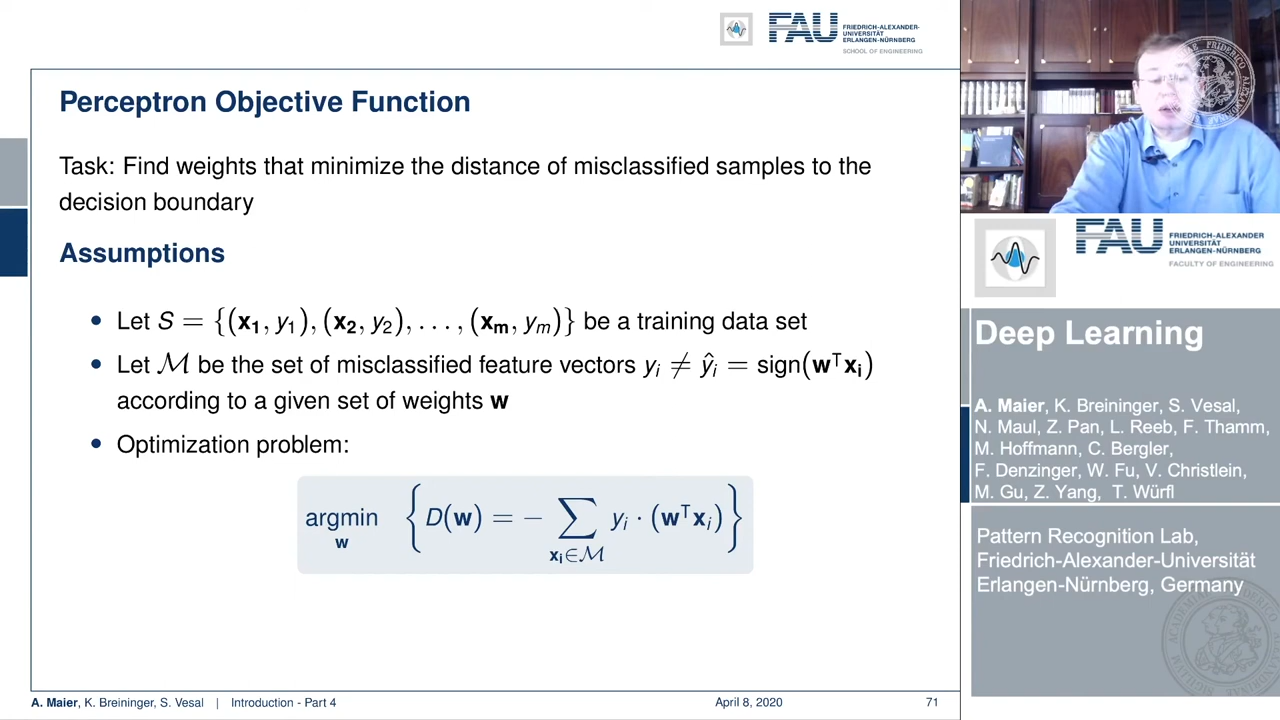 FAU
FRIEDRICH-ALEXANDER-
UNIVERSITÄT
ERLANGEN-NÜRNBERG
SCHOOL OF ENGINEERING
Perceptron Objective Function
Task: Find weights that minimize the distance of misclassified samples to the
decision boundary
Assumptions
• Let S = {(x₁, y₁), (x₂, y₂), . . . , (xₘ, yₘ)} be a training data set
• Let ℳ be the set of misclassified feature vectors yᵢ ≠ ŷᵢ = sign(wᵀxᵢ)
according to a given set of weights w
• Optimization problem:
argmin_w { D(w) = − ∑_{xᵢ∈ℳ} yᵢ · (wᵀxᵢ) }
A. Maier, K. Breininger, S. Vesal | Introduction - Part 4 April 8, 2020 71
FAU
FRIEDRICH-ALEXANDER
UNIVERSITÄT
ERLANGEN-NÜRNBERG
FACULTY OF ENGINEERING
Deep Learning
A. Maier, K. Breininger, S. Vesal,
N. Maul, Z. Pan, L. Reeb, F. Thamm,
M. Hoffmann, C. Bergler,
F. Denzinger, W. Fu, V. Christlein,
M. Gu, Z. Yang, T. Würfl
Pattern Recognition Lab,
Friedrich-Alexander-Universität
Erlangen-Nürnberg, Germany